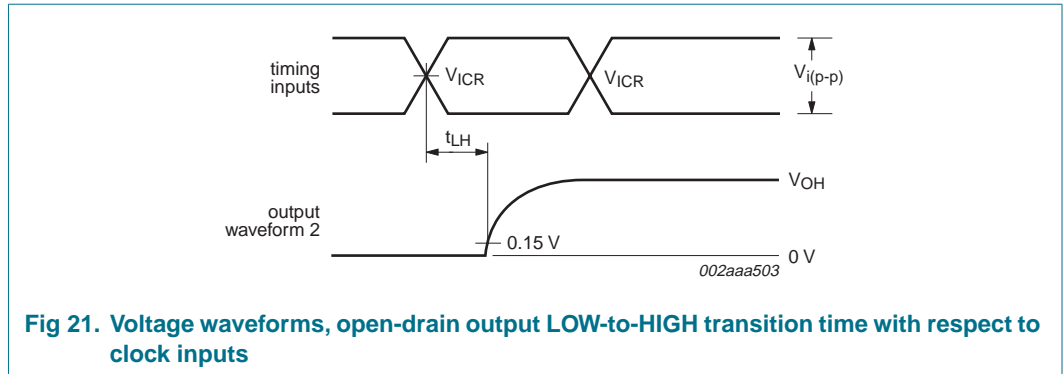 timing
inputs
VICR
VICR
Vi(p-p)
tLH
output
waveform 2
0.15 V
VOH
0 V
002aaa503
Fig 21. Voltage waveforms, open-drain output LOW-to-HIGH transition time with respect to
clock inputs